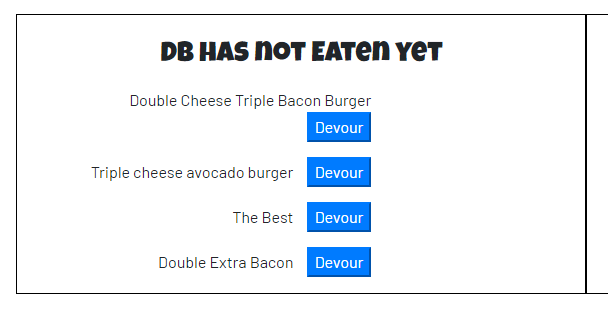 DB Has not Eaten Yet
Double Cheese Triple Bacon Burger
Devour
Triple cheese avocado burger Devour
The Best Devour
Double Extra Bacon Devour